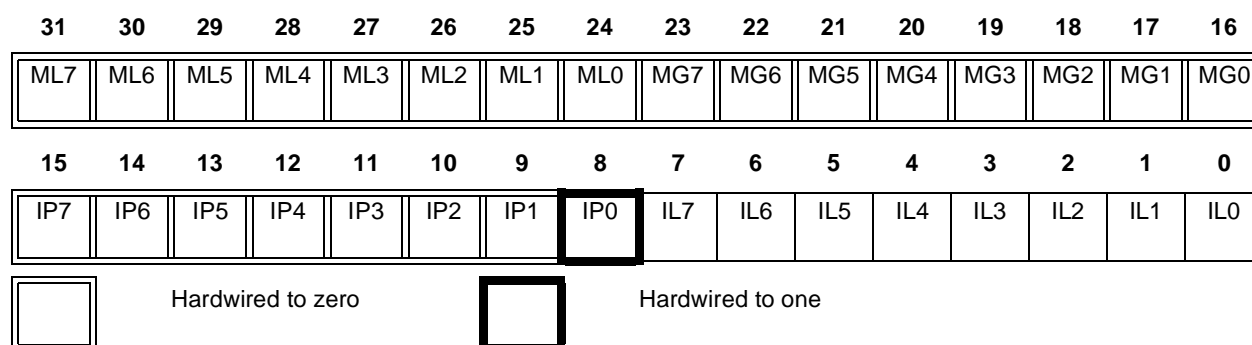 31 30 29 28 27 26 25 24 23 22 21 20 19 18 17 16
ML7 ML6 ML5 ML4 ML3 ML2 ML1 ML0 MG7 MG6 MG5 MG4 MG3 MG2 MG1 MG0
15 14 13 12 11 10 9 8 7 6 5 4 3 2 1 0
IP7 IP6 IP5 IP4 IP3 IP2 IP1 IP0 IL7 IL6 IL5 IL4 IL3 IL2 IL1 IL0
Hardwired to zero Hardwired to one